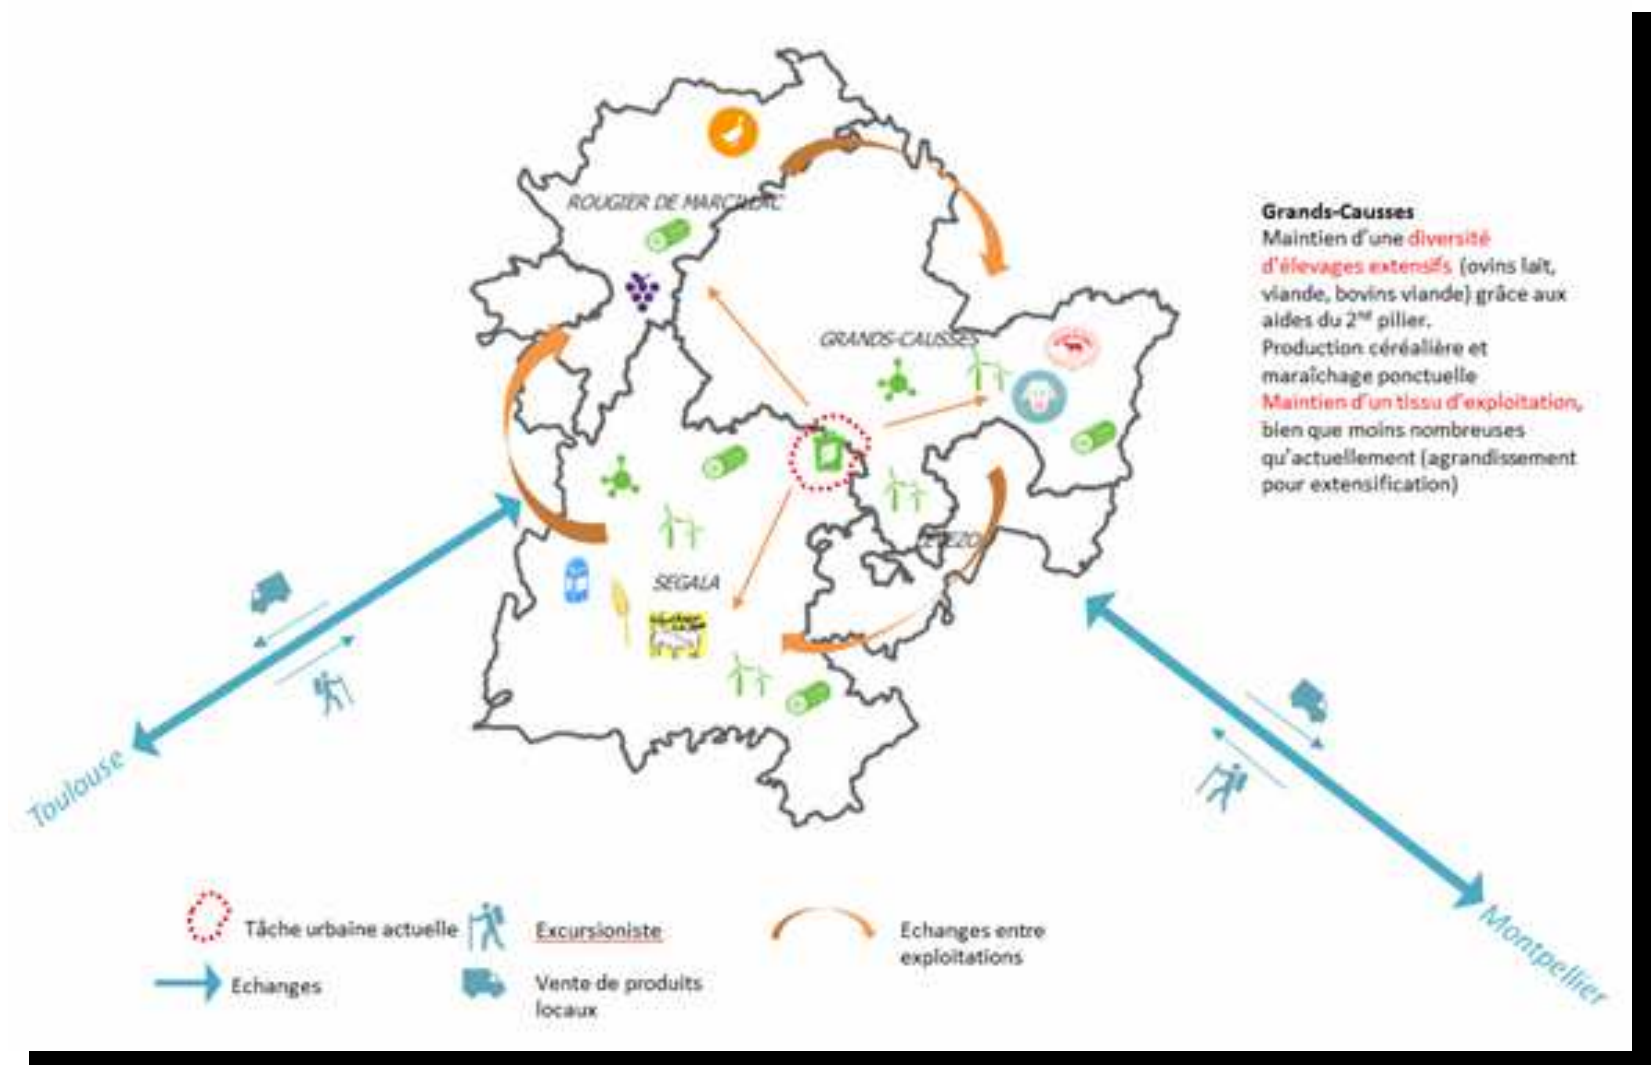 ROUGIER DE MARCILLAC
GRANDS-CAUSSES
SEGALA
Grands-Causses
Maintien d'une diversité
d'élevages extensifs (ovins lait,
viande, bovins viande) grâce aux
aides du 2nd pilier.
Production céréalière et
maraîchage ponctuelle
Maintien d'un tissu d'exploitation,
bien que moins nombreuses
qu'actuellement (agrandissement
pour extensification)
Toulouse
Montpellier
Tâche urbaine actuelle
Excursioniste
Echanges entre
exploitations
Echanges
Vente de produits
locaux